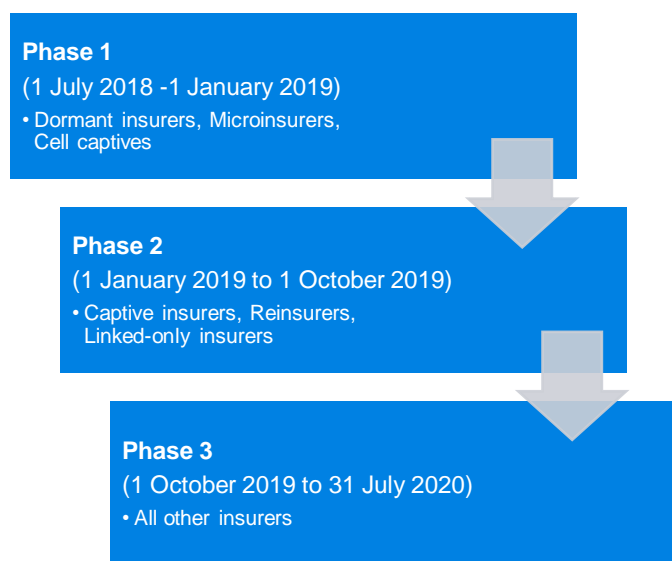 Phase 1
(1 July 2018 -1 January 2019)
• Dormant insurers, Microinsurers,
Cell captives
Phase 2
(1 January 2019 to 1 October 2019)
• Captive insurers, Reinsurers,
Linked-only insurers
Phase 3
(1 October 2019 to 31 July 2020)
• All other insurers